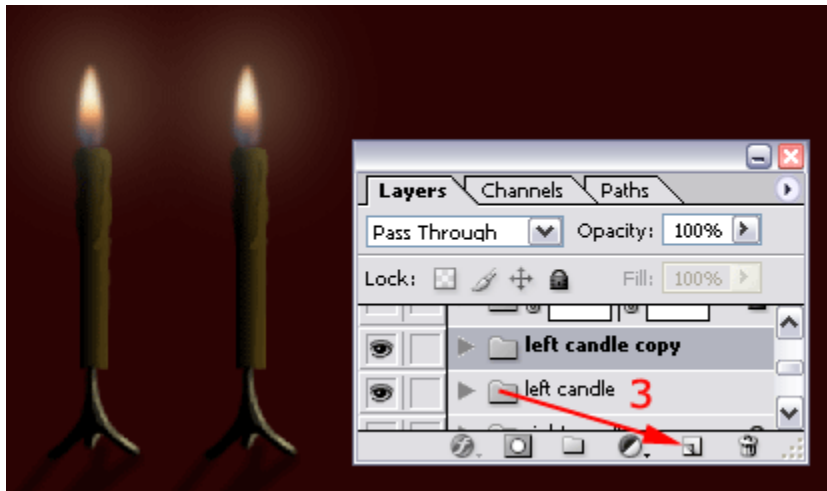 Layers Channels Paths
Pass Through Opacity: 100%
Lock: Fill: 100%
left candle copy
left candle 3